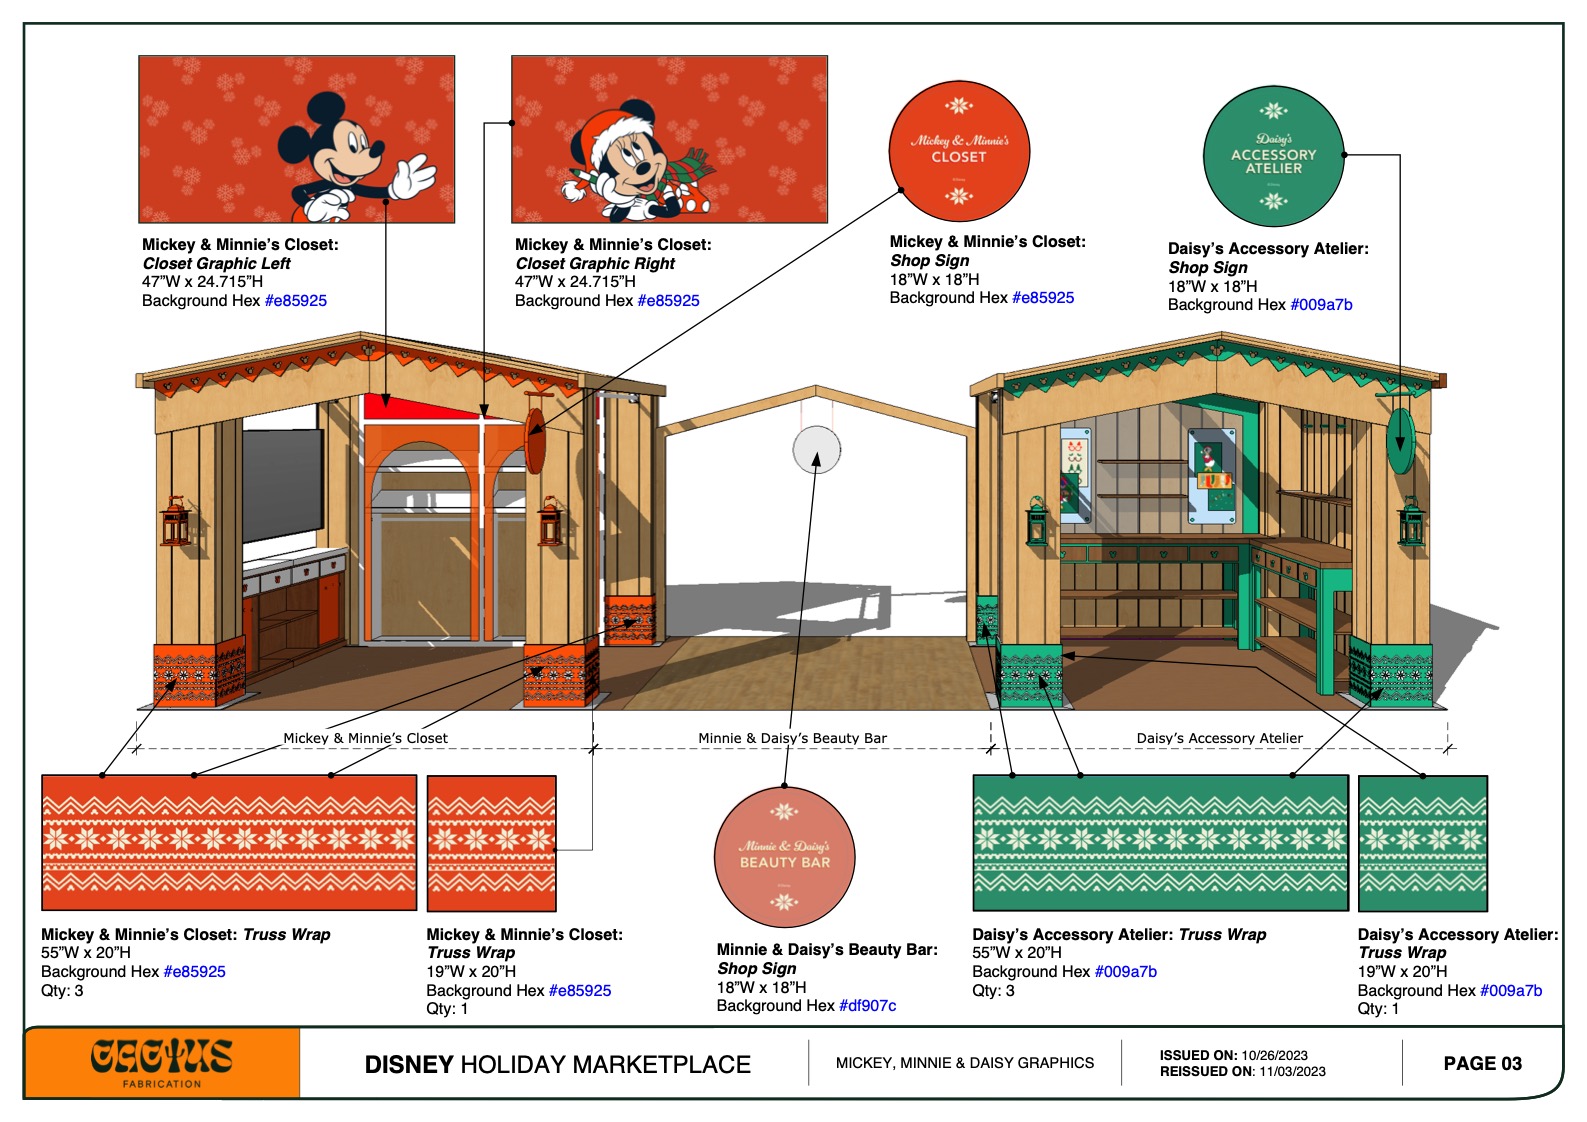 Mickey & Minnie's
CLOSET
Daisy's
ACCESSORY
ATELIER
Mickey & Minnie’s Closet:
Closet Graphic Left
47”W x 24.715”H
Background Hex #e85925
Mickey & Minnie’s Closet:
Closet Graphic Right
47”W x 24.715”H
Background Hex #e85925
Mickey & Minnie’s Closet:
Shop Sign
18”W x 18”H
Background Hex #e85925
Daisy’s Accessory Atelier:
Shop Sign
18”W x 18”H
Background Hex #009a7b
Mickey & Minnie’s Closet
Minnie & Daisy’s Beauty Bar
Daisy’s Accessory Atelier
Minnie & Daisy's
BEAUTY BAR
Mickey & Minnie’s Closet: Truss Wrap
55”W x 20”H
Background Hex #e85925
Qty: 3
Mickey & Minnie’s Closet:
Truss Wrap
19”W x 20”H
Background Hex #e85925
Qty: 1
Minnie & Daisy’s Beauty Bar:
Shop Sign
18”W x 18”H
Background Hex #df907c
Daisy’s Accessory Atelier: Truss Wrap
55”W x 20”H
Background Hex #009a7b
Qty: 3
Daisy’s Accessory Atelier:
Truss Wrap
19”W x 20”H
Background Hex #009a7b
Qty: 1
CACTUS
FABRICATION
DISNEY HOLIDAY MARKETPLACE
MICKEY, MINNIE & DAISY GRAPHICS
ISSUED ON: 10/26/2023
REISSUED ON: 11/03/2023
PAGE 03